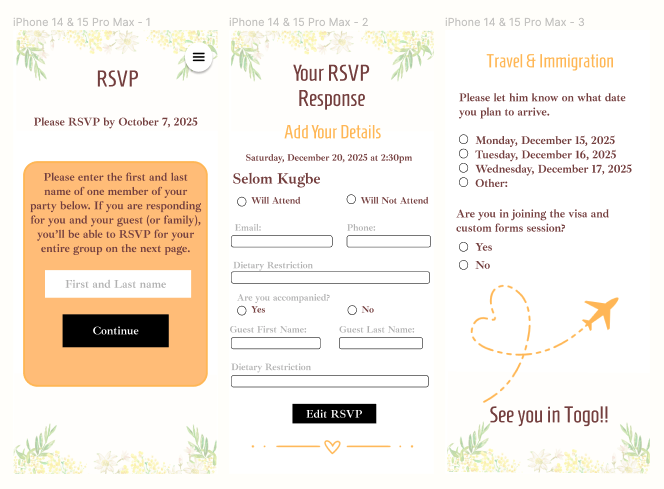 iPhone 14 & 15 Pro Max - 1
RSVP
Please RSVP by October 7, 2025
Please enter the first and last
name of one member of your
party below. If you are responding
for you and your guest (or family),
you'll be able to RSVP for your
entire group on the next page.
First and Last name
Continue
iPhone 14 & 15 Pro Max - 2
Your RSVP
Response
Add Your Details
Saturday, December 20, 2025 at 2:30pm
Selom Kugbe
Will Attend
Will Not Attend
Email:
Phone:
Dietary Restriction
Are you accompanied?
Yes
No
Guest First Name:
Guest Last Name:
Dietary Restriction
Edit RSVP
iPhone 14 & 15 Pro Max - 3
Travel & Immigration
Please let him know on what date
you plan to arrive.
Monday, December 15, 2025
Tuesday, December 16, 2025
Wednesday, December 17, 2025
Other:
Are you in joining the visa and
custom forms session?
Yes
No
See you in Togo!!